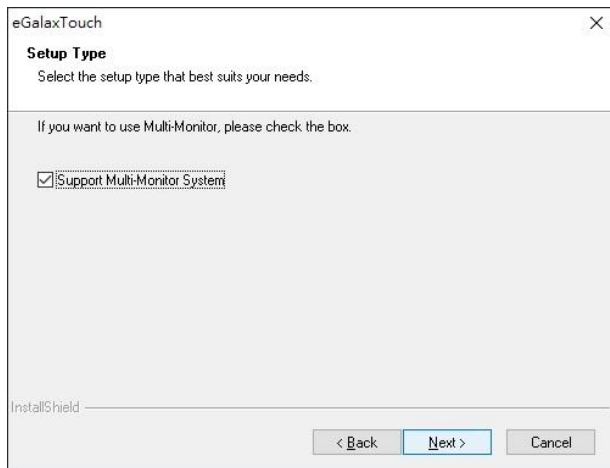 eGalaxTouch
Setup Type
Select the setup type that best suits your needs.
If you want to use Multi-Monitor, please check the box.
Support Multi-Monitor System
InstallShield
< Back Next > Cancel